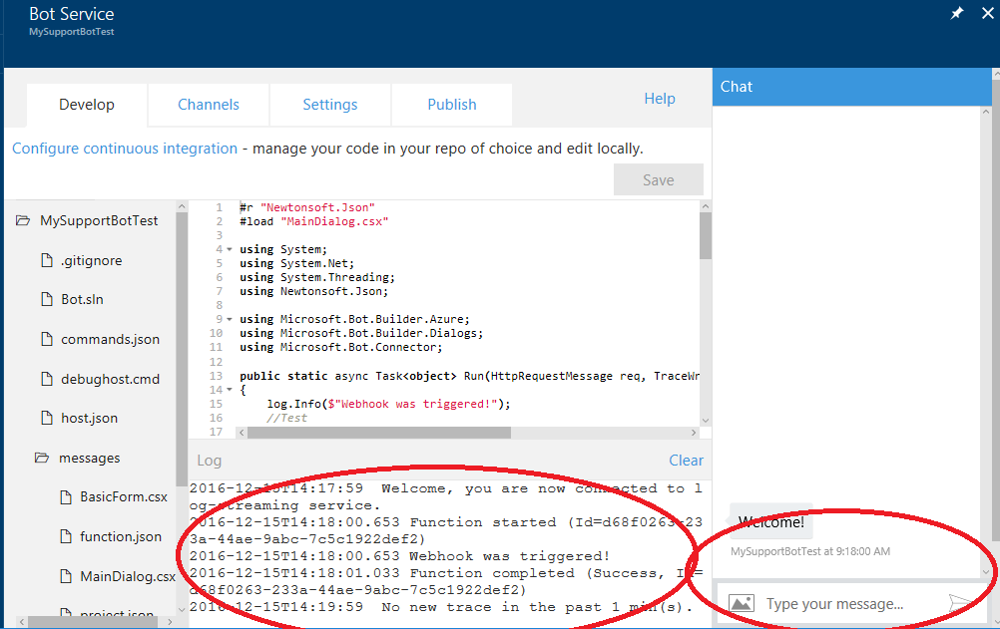 Bot Service
MySupportBotTest
Develop
Channels
Settings
Publish
Help
Configure continuous integration - manage your code in your repo of choice and edit locally.
Save
MySupportBotTest
.gitignore
Bot.sln
commands.json
debughost.cmd
host.json
messages
BasicForm.csx
function.json
MainDialog.csx
project.json
1 #r "Newtonsoft.Json"
2 #load "MainDialog.csx"
3
4 using System;
5 using System.Net;
6 using System.Threading;
7 using Newtonsoft.Json;
8
9 using Microsoft.Bot.Builder.Azure;
10 using Microsoft.Bot.Builder.Dialogs;
11 using Microsoft.Bot.Connector;
12
13 public static async Task<object> Run(HttpRequestMessage req, TraceWr
14 {
15 log.Info($"Webhook was triggered!");
16 //Test
17
Log
Clear
2016-12-15T14:17:59  Welcome, you are now connected to l
og-streaming service.
2016-12-15T14:18:00.653 Function started (Id=d68f0263-23
3a-44ae-9abc-7c5c1922def2)
2016-12-15T14:18:00.653 Webhook was triggered!
2016-12-15T14:18:01.033 Function completed (Success, Id=
d68f0263-233a-44ae-9abc-7c5c1922def2)
2016-12-15T14:19:59  No new trace in the past 1 min(s).
Chat
Welcome!
MySupportBotTest at 9:18:00 AM
Type your message...